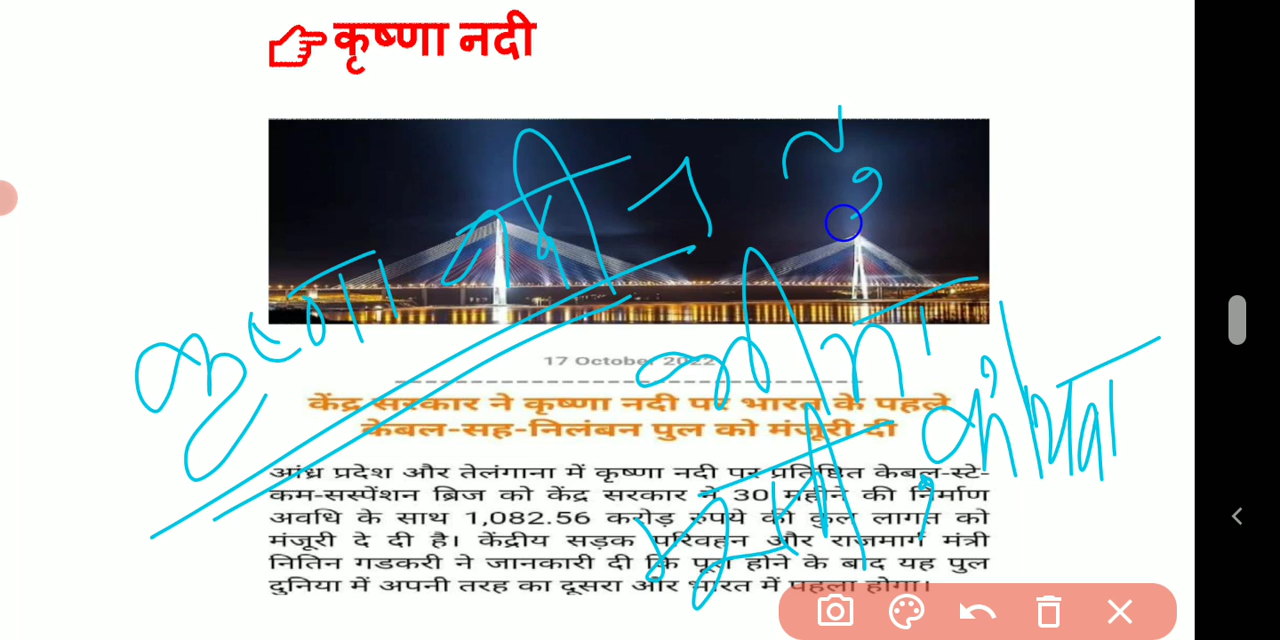 कृष्णा नदी
17 October 2022
केंद्र सरकार ने कृष्णा नदी पर भारत के पहले
केबल-सह-निलंबन पुल को मंजूरी दी
आंध्र प्रदेश और तेलंगाना में कृष्णा नदी पर प्रतिष्ठित केबल-स्टे-
कम-सस्पेंशन ब्रिज को केंद्र सरकार ने 30 महीने की निर्माण
अवधि के साथ 1,082.56 करोड़ रुपये की कुल लागत को
मंजूरी दे दी है। केंद्रीय सड़क परिवहन और राजमार्ग मंत्री
नितिन गडकरी ने जानकारी दी कि पूरा होने के बाद यह पुल
दुनिया में अपनी तरह का दूसरा और भारत में पहला होगा।
कृष्णा नदी